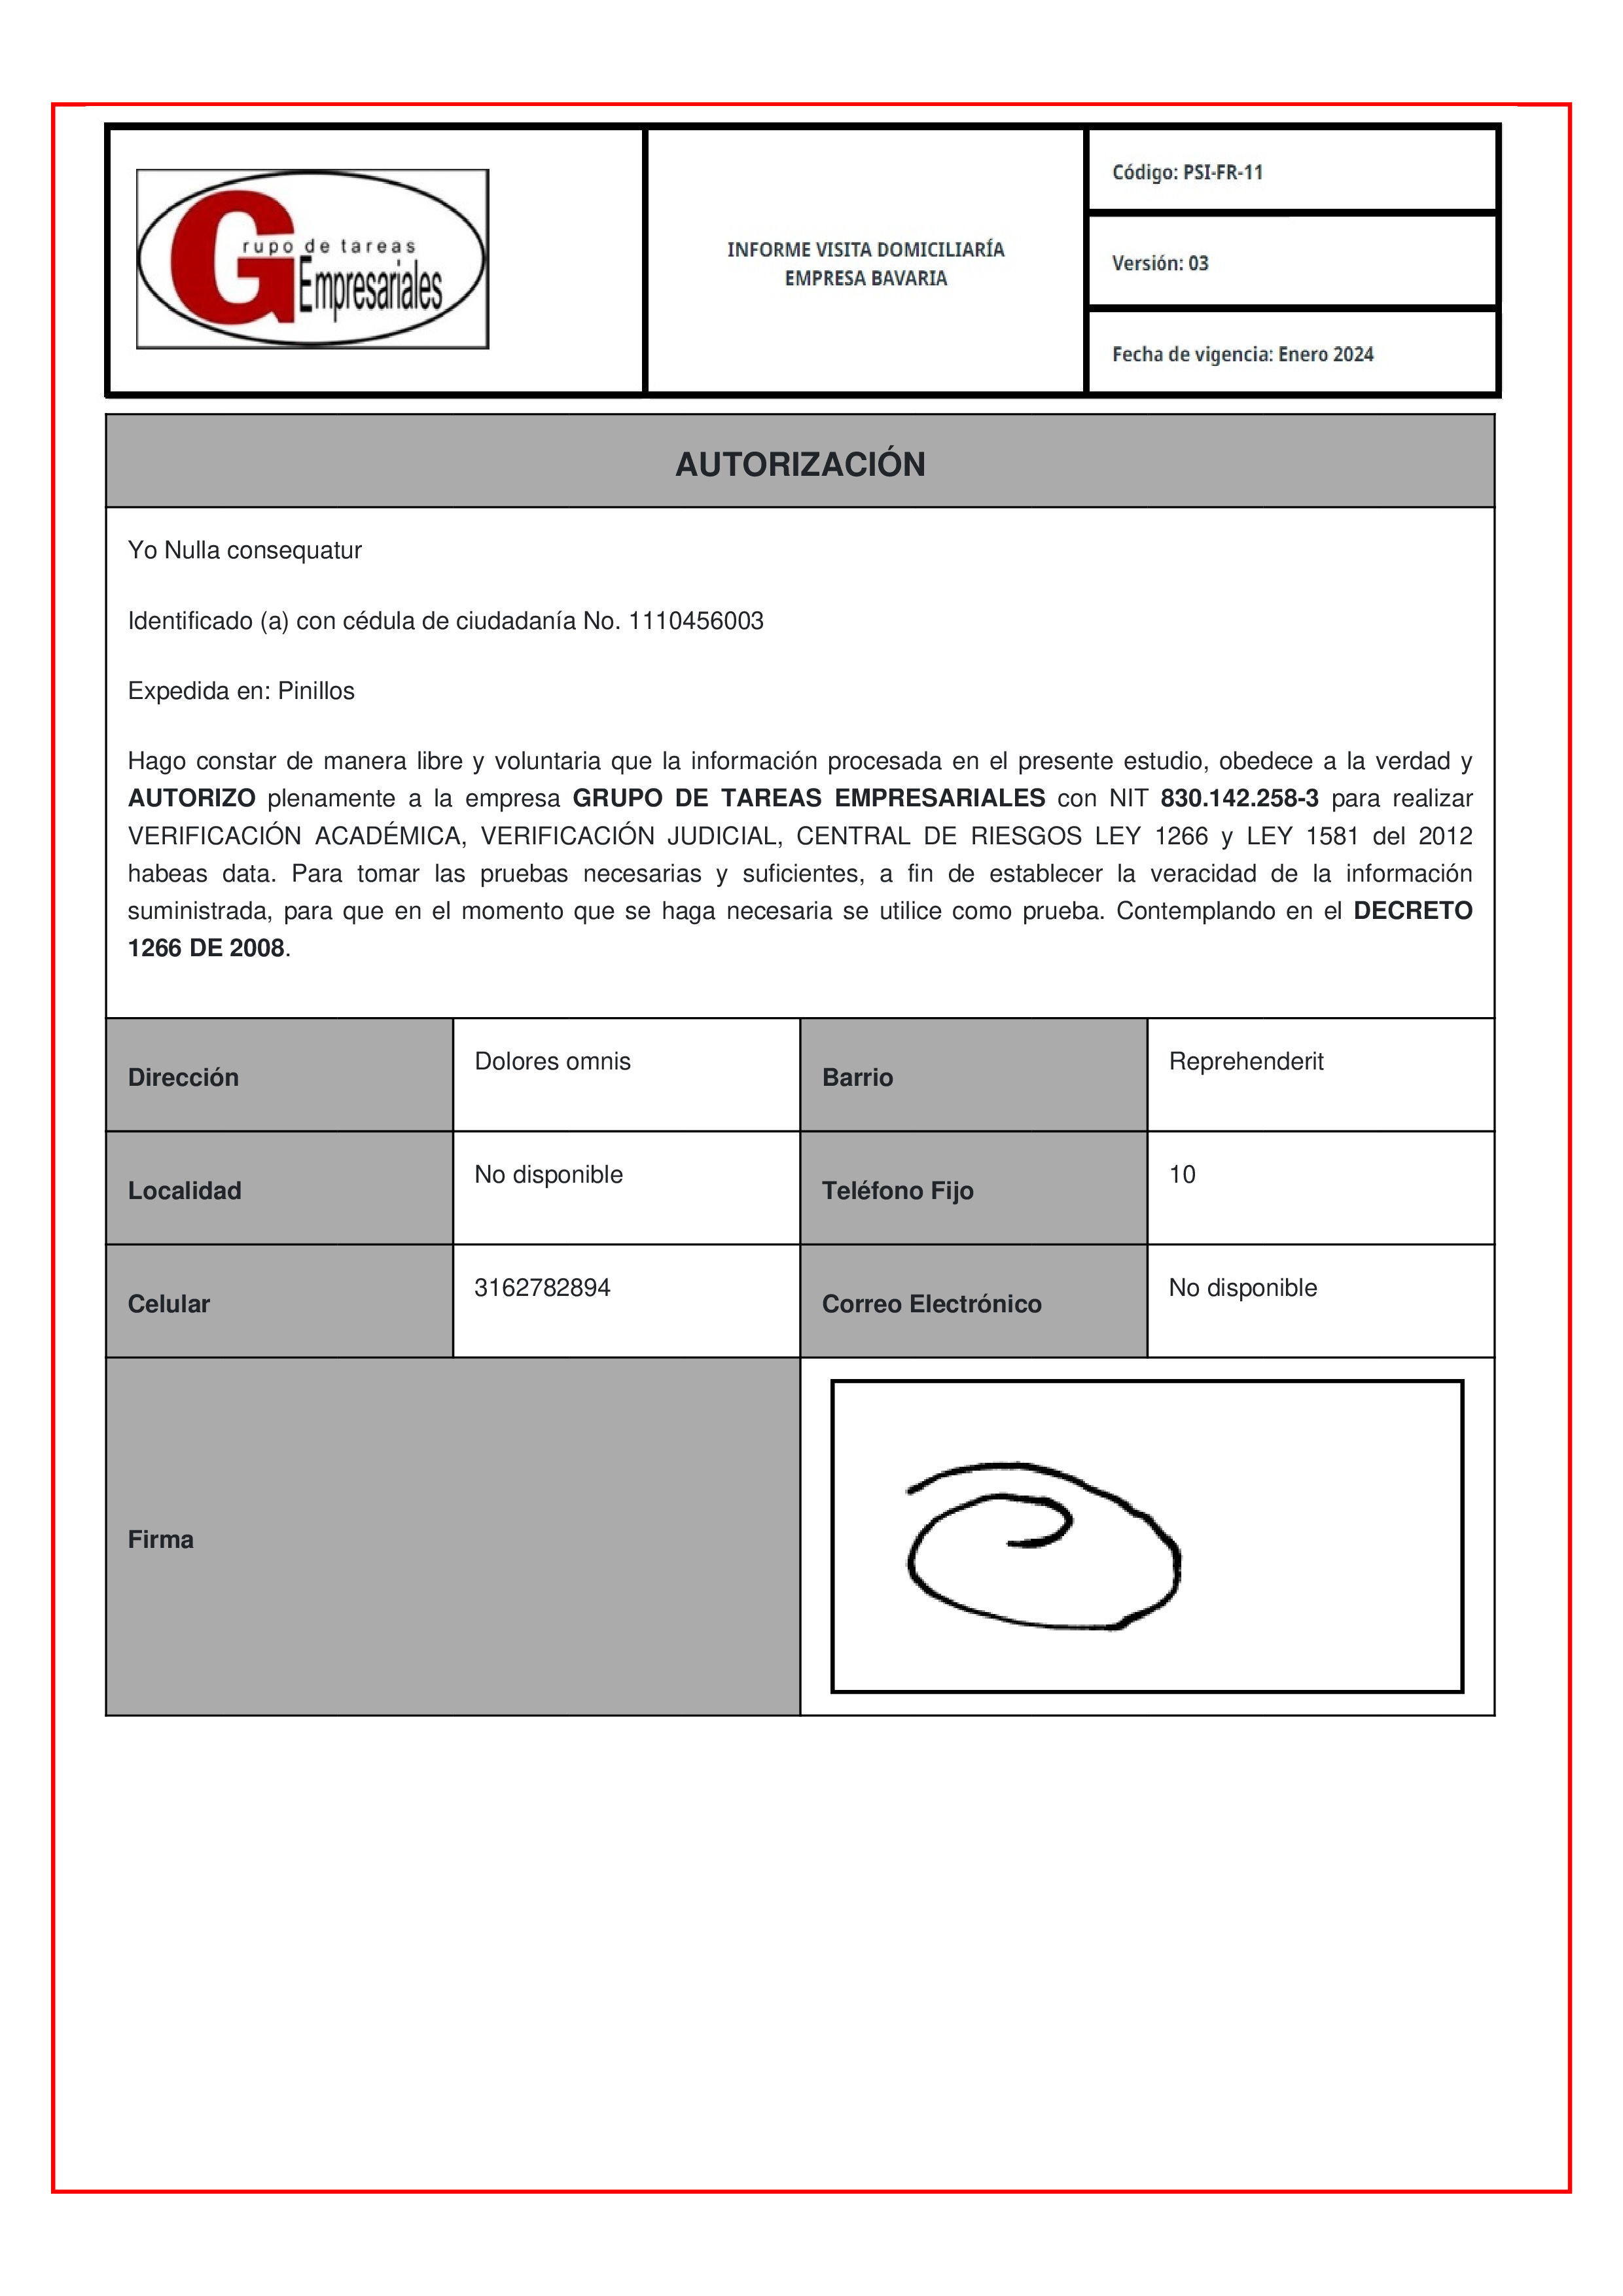 Grupo de tareas
Empresariales
INFORME VISITA DOMICILIARÍA
EMPRESA BAVARIA
Código: PSI-FR-11
Versión: 03
Fecha de vigencia: Enero 2024
AUTORIZACIÓN
Yo Nulla consequatur
Identificado (a) con cédula de ciudadanía No. 1110456003
Expedida en: Pinillos
Hago constar de manera libre y voluntaria que la información procesada en el presente estudio, obedece a la verdad y
AUTORIZO plenamente a la empresa GRUPO DE TAREAS EMPRESARIALES con NIT 830.142.258-3 para realizar
VERIFICACIÓN ACADÉMICA, VERIFICACIÓN JUDICIAL, CENTRAL DE RIESGOS LEY 1266 y LEY 1581 del 2012
habeas data. Para tomar las pruebas necesarias y suficientes, a fin de establecer la veracidad de la información
suministrada, para que en el momento que se haga necesaria se utilice como prueba. Contemplando en el DECRETO
1266 DE 2008.
Dirección Dolores omnis Barrio Reprehenderit
Localidad No disponible Teléfono Fijo 10
Celular 3162782894 Correo Electrónico No disponible
Firma